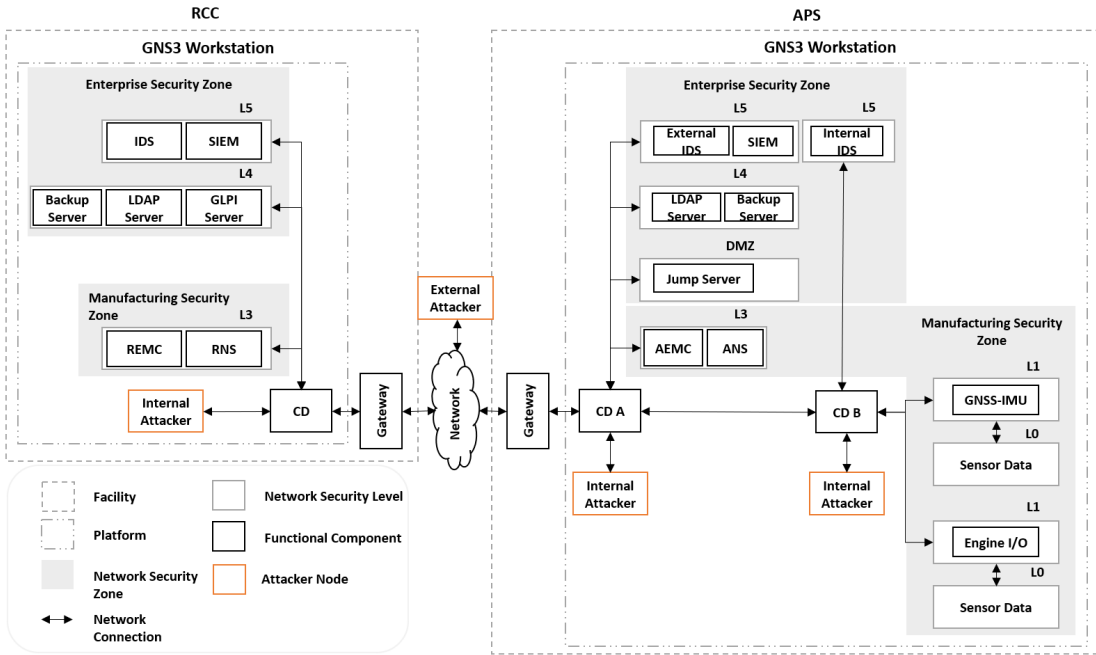 RCC
GNS3 Workstation
Enterprise Security Zone
L5
IDS
SIEM
L4
Backup
Server
LDAP
Server
GLPI
Server
Manufacturing Security
Zone
L3
REMC
RNS
Internal
Attacker
CD
Gateway
External
Attacker
Network
APS
GNS3 Workstation
Enterprise Security Zone
L5
External
IDS
SIEM
L5
Internal
IDS
L4
LDAP
Server
Backup
Server
DMZ
Jump Server
L3
AEMC
ANS
Gateway
CD A
CD B
Internal
Attacker
Internal
Attacker
Manufacturing Security
Zone
L1
GNSS-IMU
L0
Sensor Data
L1
Engine I/O
L0
Sensor Data
Facility
Platform
Network Security
Zone
Network
Connection
Network Security Level
Functional Component
Attacker Node